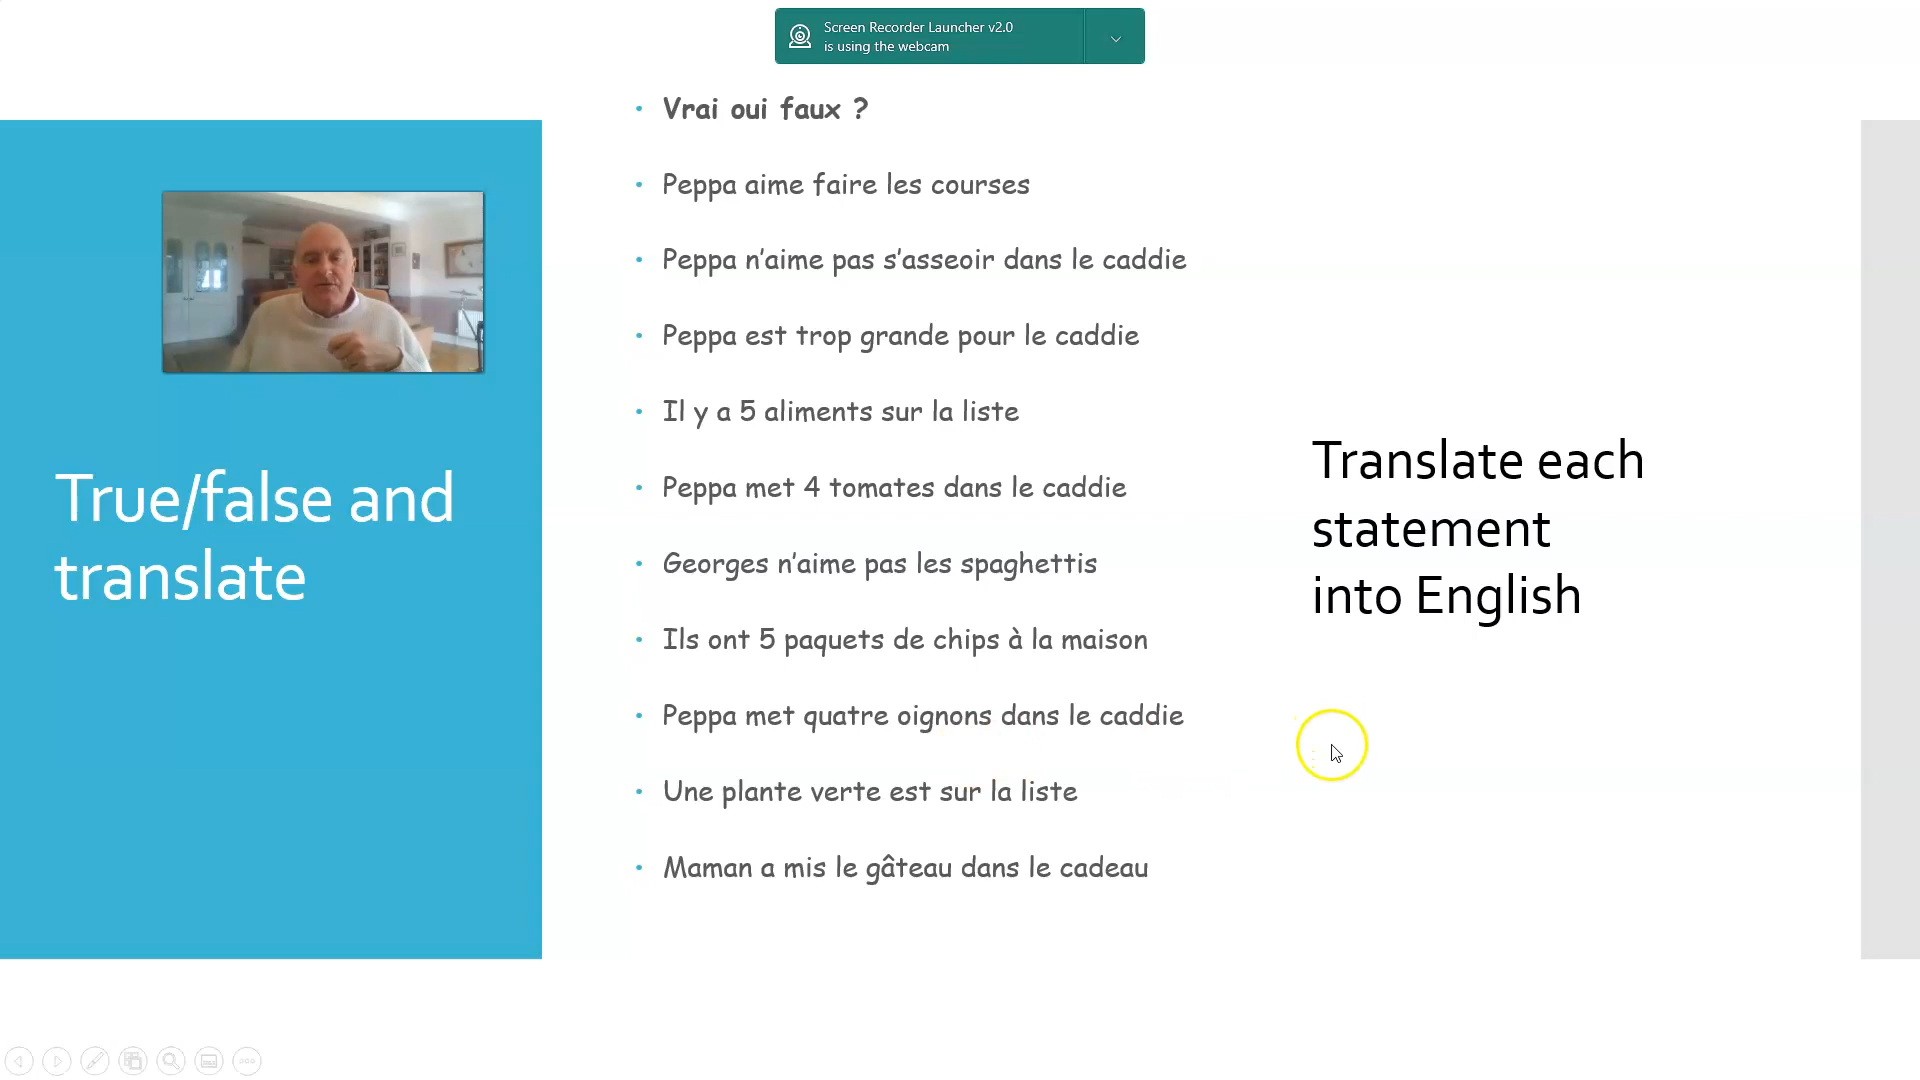 Screen Recorder Launcher v2.0
is using the webcam
Vrai oui faux ?
Peppa aime faire les courses
Peppa n’aime pas s’asseoir dans le caddie
Peppa est trop grande pour le caddie
Il y a 5 aliments sur la liste
Peppa met 4 tomates dans le caddie
Georges n’aime pas les spaghettis
Ils ont 5 paquets de chips à la maison
Peppa met quatre oignons dans le caddie
Une plante verte est sur la liste
Maman a mis le gâteau dans le cadeau
True/false and
translate
Translate each
statement
into English